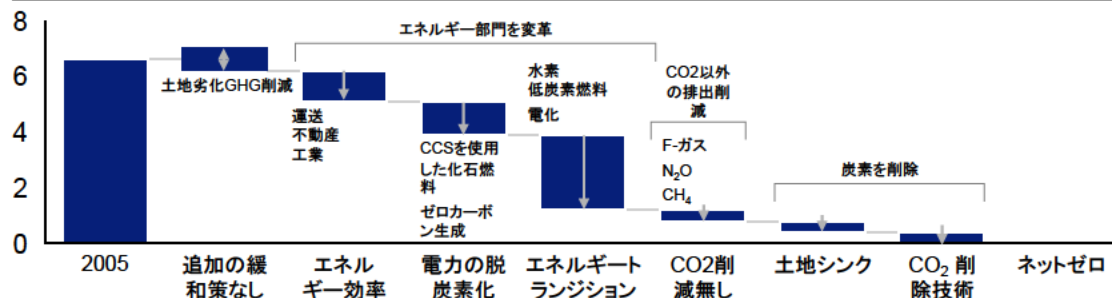 8
6
4
2
0
エネルギー部門を変革
土地劣化GHG削減
運送
不動産
工業
CCSを使用
した化石燃
料
ゼロカーボ
ン生成
水素
低炭素燃料
電化
CO2以外
の排出削
減
F-ガス
N₂O
CH₄
炭素を削除
2005
追加の緩
和策なし
エネル
ギー効率
電力の脱
炭素化
エネルギート
ランジション
CO2削
減無し
土地シンク
CO₂ 削
除技術
ネットゼロ